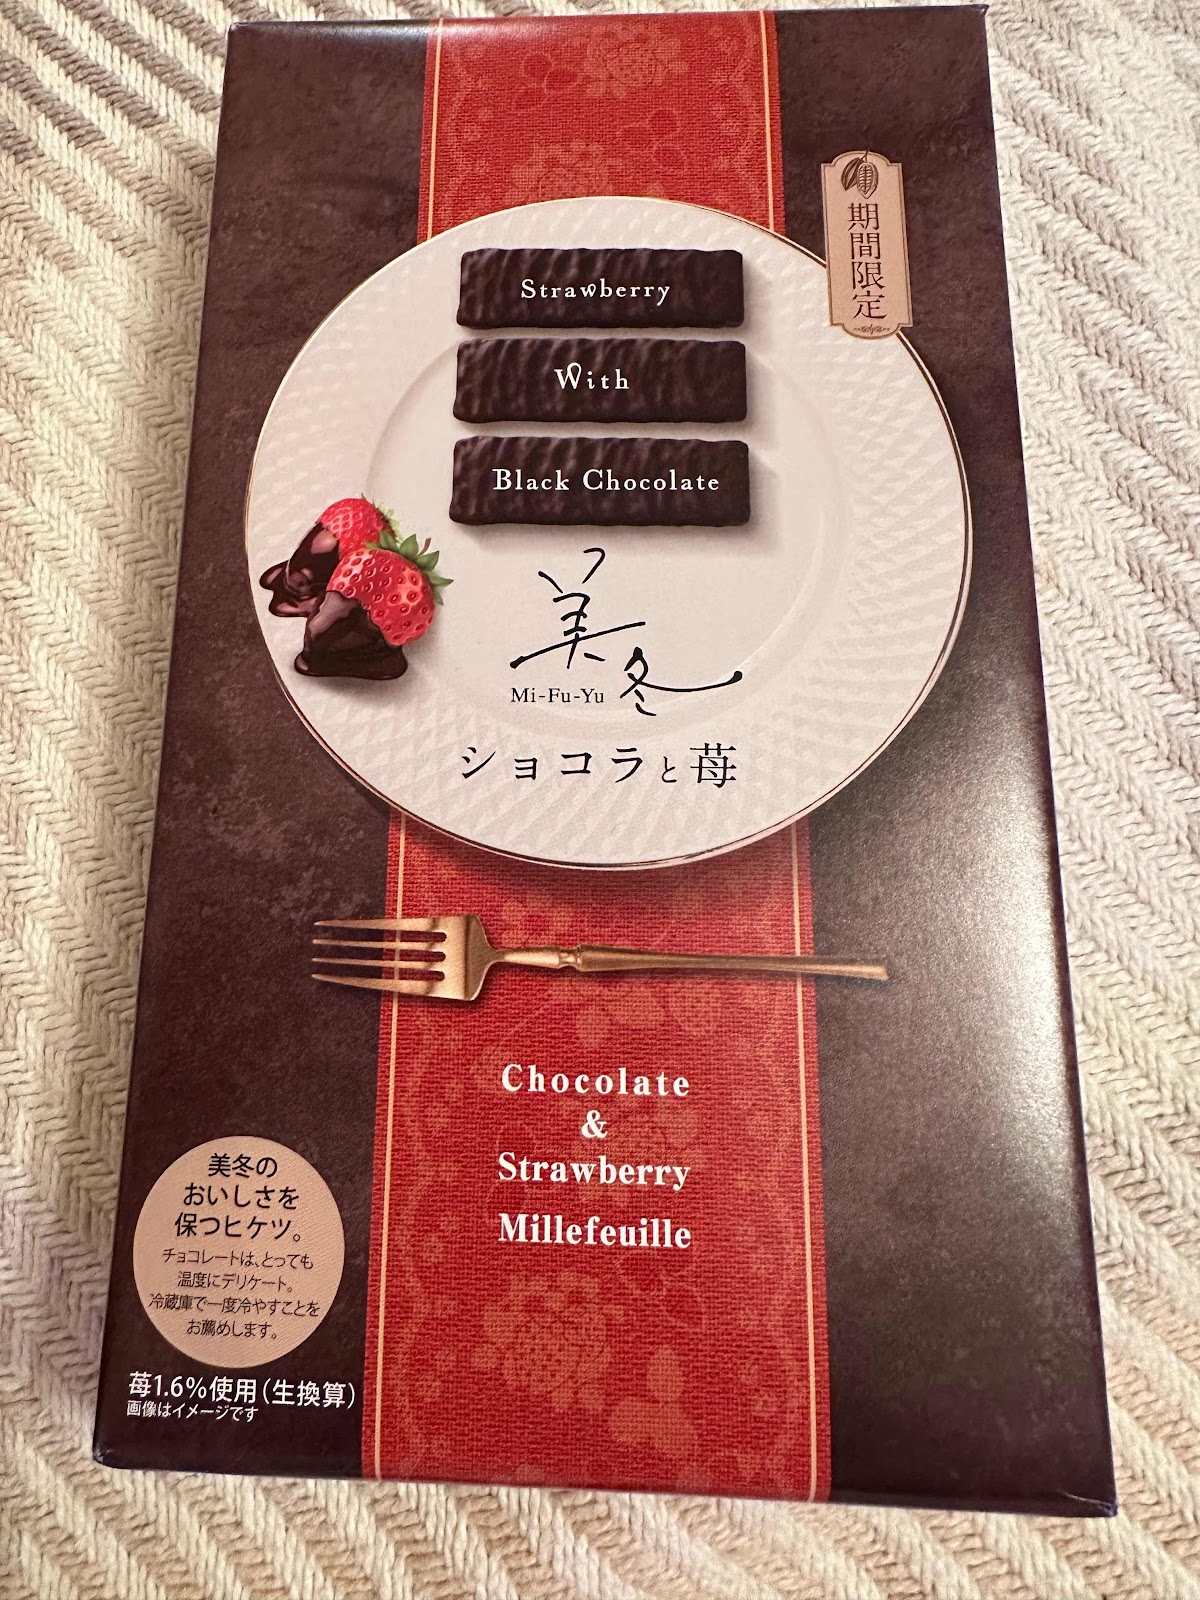 期間限定
Strawberry
With
Black Chocolate
美冬
Mi-Fu-Yu
ショコラと苺
Chocolate
&
Strawberry
Millefeuille
美冬の
おいしさを
保つヒケツ。
チョコレートは、とっても
温度にデリケート。
冷蔵庫で一度冷やすことを
お薦めします。
苺1.6%使用(生換算)
画像はイメージです